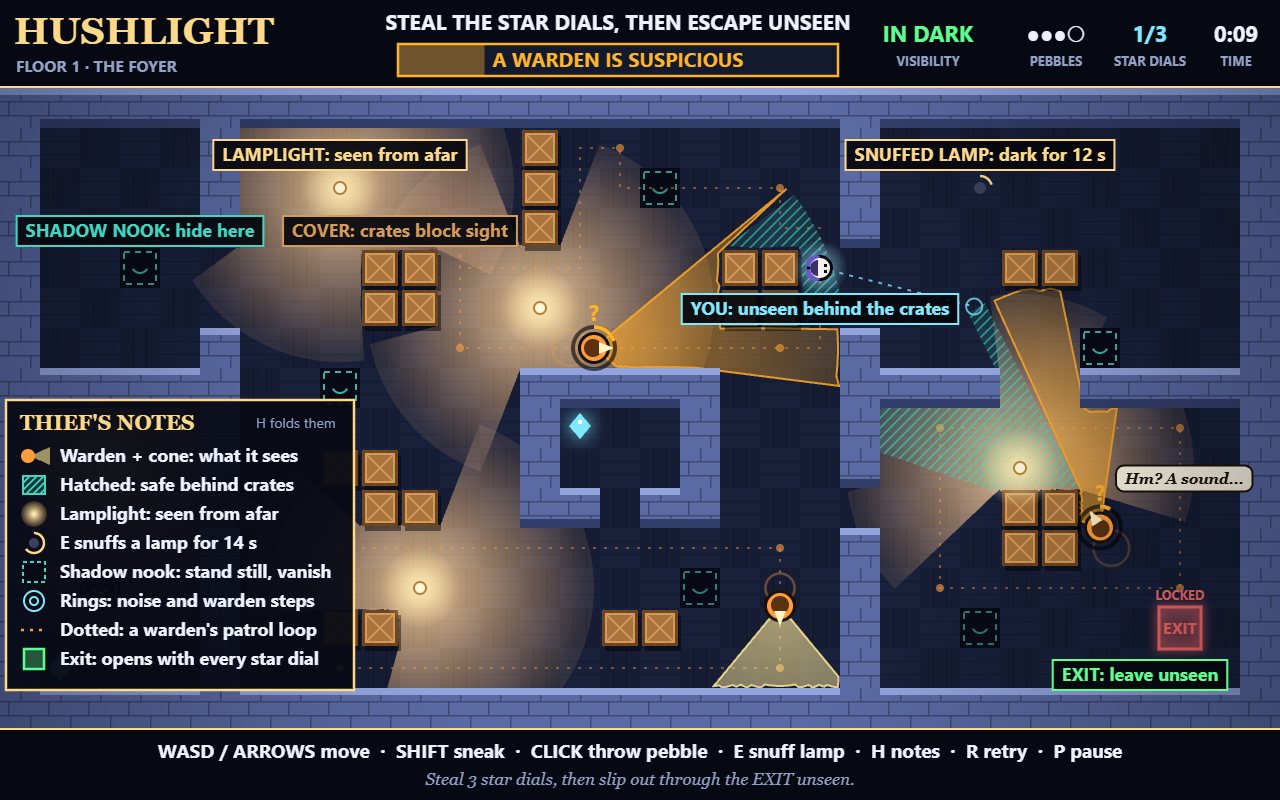 HUSHLIGHT
FLOOR 1 · THE FOYER
STEAL THE STAR DIALS, THEN ESCAPE UNSEEN
A WARDEN IS SUSPICIOUS
IN DARK
VISIBILITY
PEBBLES
1/3
STAR DIALS
0:09
TIME
LAMPLIGHT: seen from afar
SNUFFED LAMP: dark for 12 s
SHADOW NOOK: hide here
COVER: crates block sight
?
YOU: unseen behind the crates
THIEF'S NOTES
H folds them
Warden + cone: what it sees
Hatched: safe behind crates
Lamplight: seen from afar
E snuffs a lamp for 14 s
Shadow nook: stand still, vanish
Rings: noise and warden steps
Dotted: a warden's patrol loop
Exit: opens with every star dial
Hm? A sound...
?
LOCKED
EXIT
EXIT: leave unseen
WASD / ARROWS move · SHIFT sneak · CLICK throw pebble · E snuff lamp · H notes · R retry · P pause
Steal 3 star dials, then slip out through the EXIT unseen.